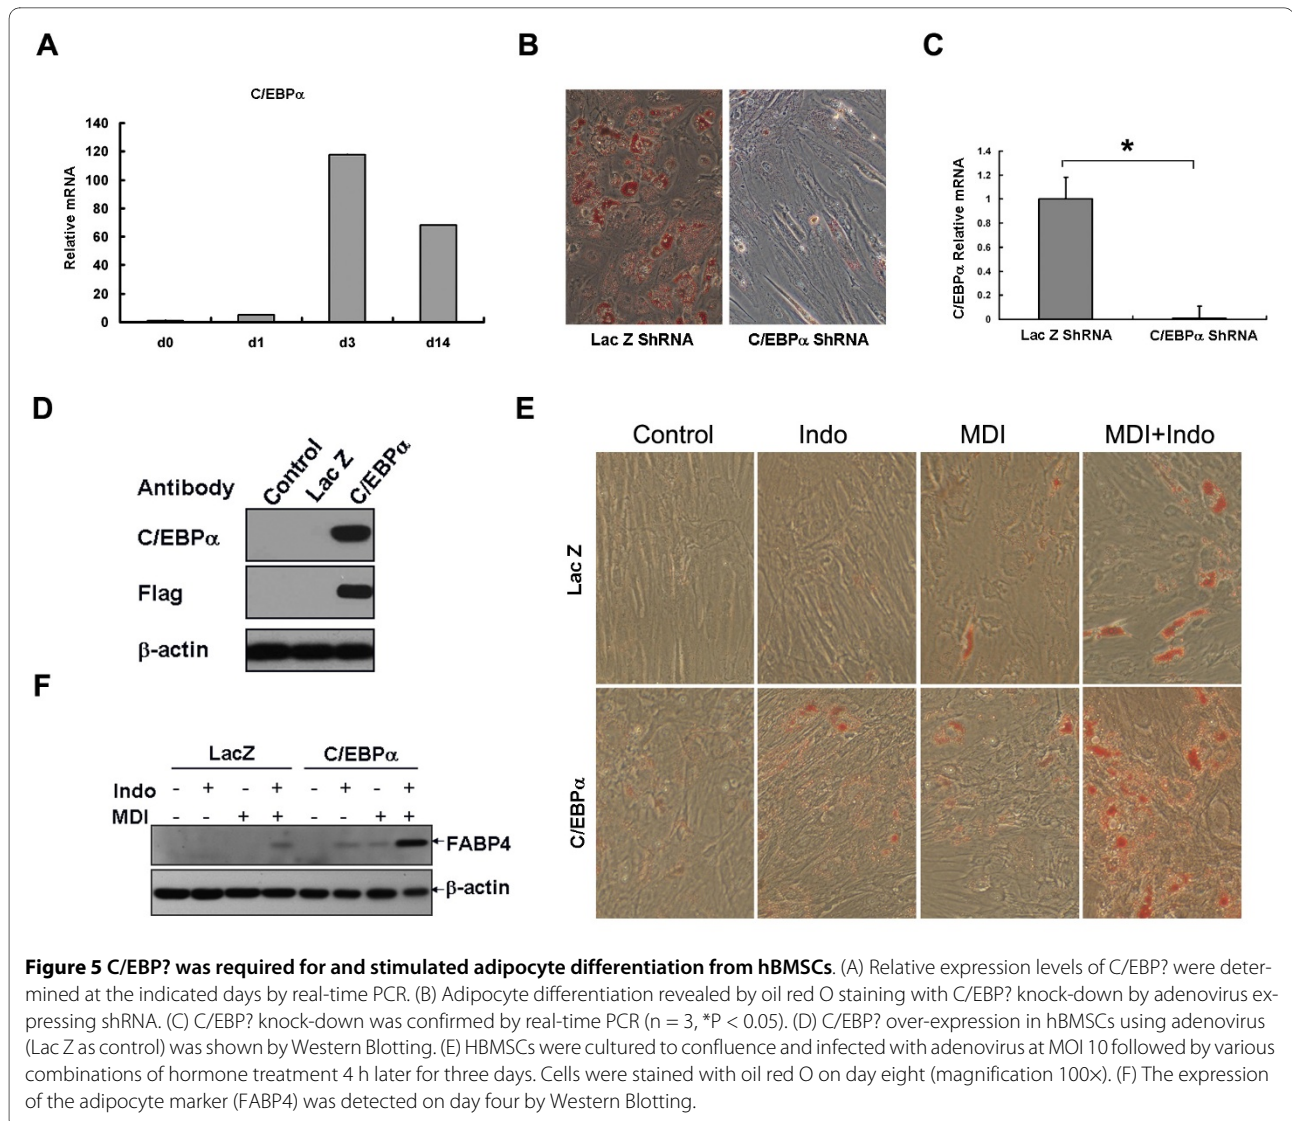 A
C/EBPα
Relative mRNA
140
120
100
80
60
40
20
0
d0 d1 d3 d14
B
Lac Z ShRNA C/EBPα ShRNA
C
C/EBPα Relative mRNA
1.4
1.2
1
0.8
0.6
0.4
0.2
0
*
Lac Z ShRNA C/EBPα ShRNA
D
Antibody Control Lac Z C/EBPα
C/EBPα
Flag
β-actin
E
Control Indo MDI MDI+Indo
Lac Z
C/EBPα
F
LacZ C/EBPα
Indo - + - + - + - +
MDI - - + + - - + +
FABP4
β-actin
Figure 5 C/EBP? was required for and stimulated adipocyte differentiation from hBMSCs. (A) Relative expression levels of C/EBP? were deter-
mined at the indicated days by real-time PCR. (B) Adipocyte differentiation revealed by oil red O staining with C/EBP? knock-down by adenovirus ex-
pressing shRNA. (C) C/EBP? knock-down was confirmed by real-time PCR (n = 3, *P < 0.05). (D) C/EBP? over-expression in hBMSCs using adenovirus
(Lac Z as control) was shown by Western Blotting. (E) HBMSCs were cultured to confluence and infected with adenovirus at MOI 10 followed by various
combinations of hormone treatment 4 h later for three days. Cells were stained with oil red O on day eight (magnification 100×). (F) The expression
of the adipocyte marker (FABP4) was detected on day four by Western Blotting.